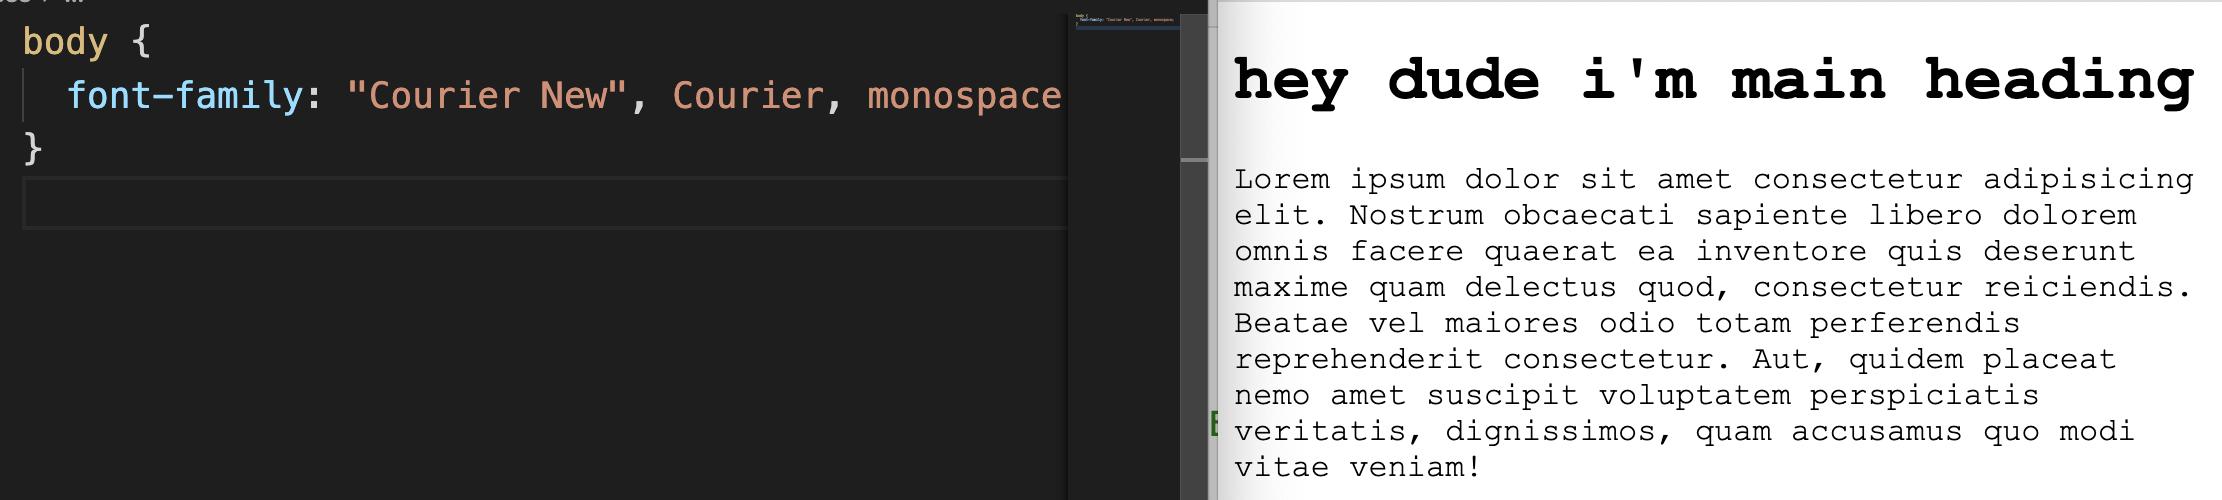 body {
font-family: "Courier New", Courier, monospace
}
hey dude i'm main heading
Lorem ipsum dolor sit amet consectetur adipisicing
elit. Nostrum obcaecati sapiente libero dolorem
omnis facere quaerat ea inventore quis deserunt
maxime quam delectus quod, consectetur reiciendis.
Beatae vel maiores odio totam perferendis
reprehenderit consectetur. Aut, quidem placeat
nemo amet suscipit voluptatem perspiciatis
veritatis, dignissimos, quam accusamus quo modi
vitae veniam!